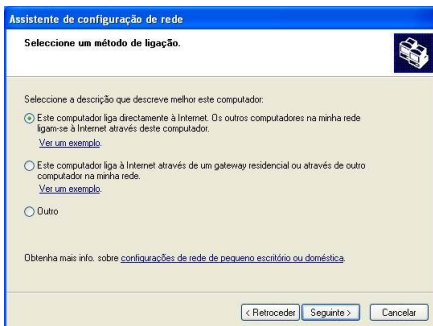 Assistente de configuração de rede
Seleccione um método de ligação.
Seleccione a descrição que descreve melhor este computador:
Este computador liga directamente à Internet. Os outros computadores na minha rede
ligam-se à Internet através deste computador.
Ver um exemplo.
Este computador liga à Internet através de um gateway residencial ou através de outro
computador na minha rede.
Ver um exemplo.
Outro
Obtenha mais info. sobre configurações de rede de pequeno escritório ou doméstica.
< Retroceder Seguinte > Cancelar